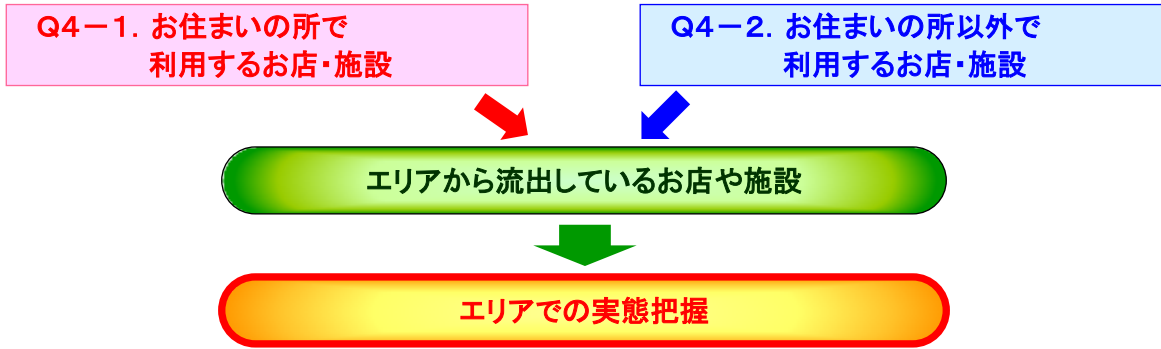 Q4－1．お住まいの所で
利用するお店・施設
Q4－2．お住まいの所以外で
利用するお店・施設
エリアから流出しているお店や施設
エリアでの実態把握